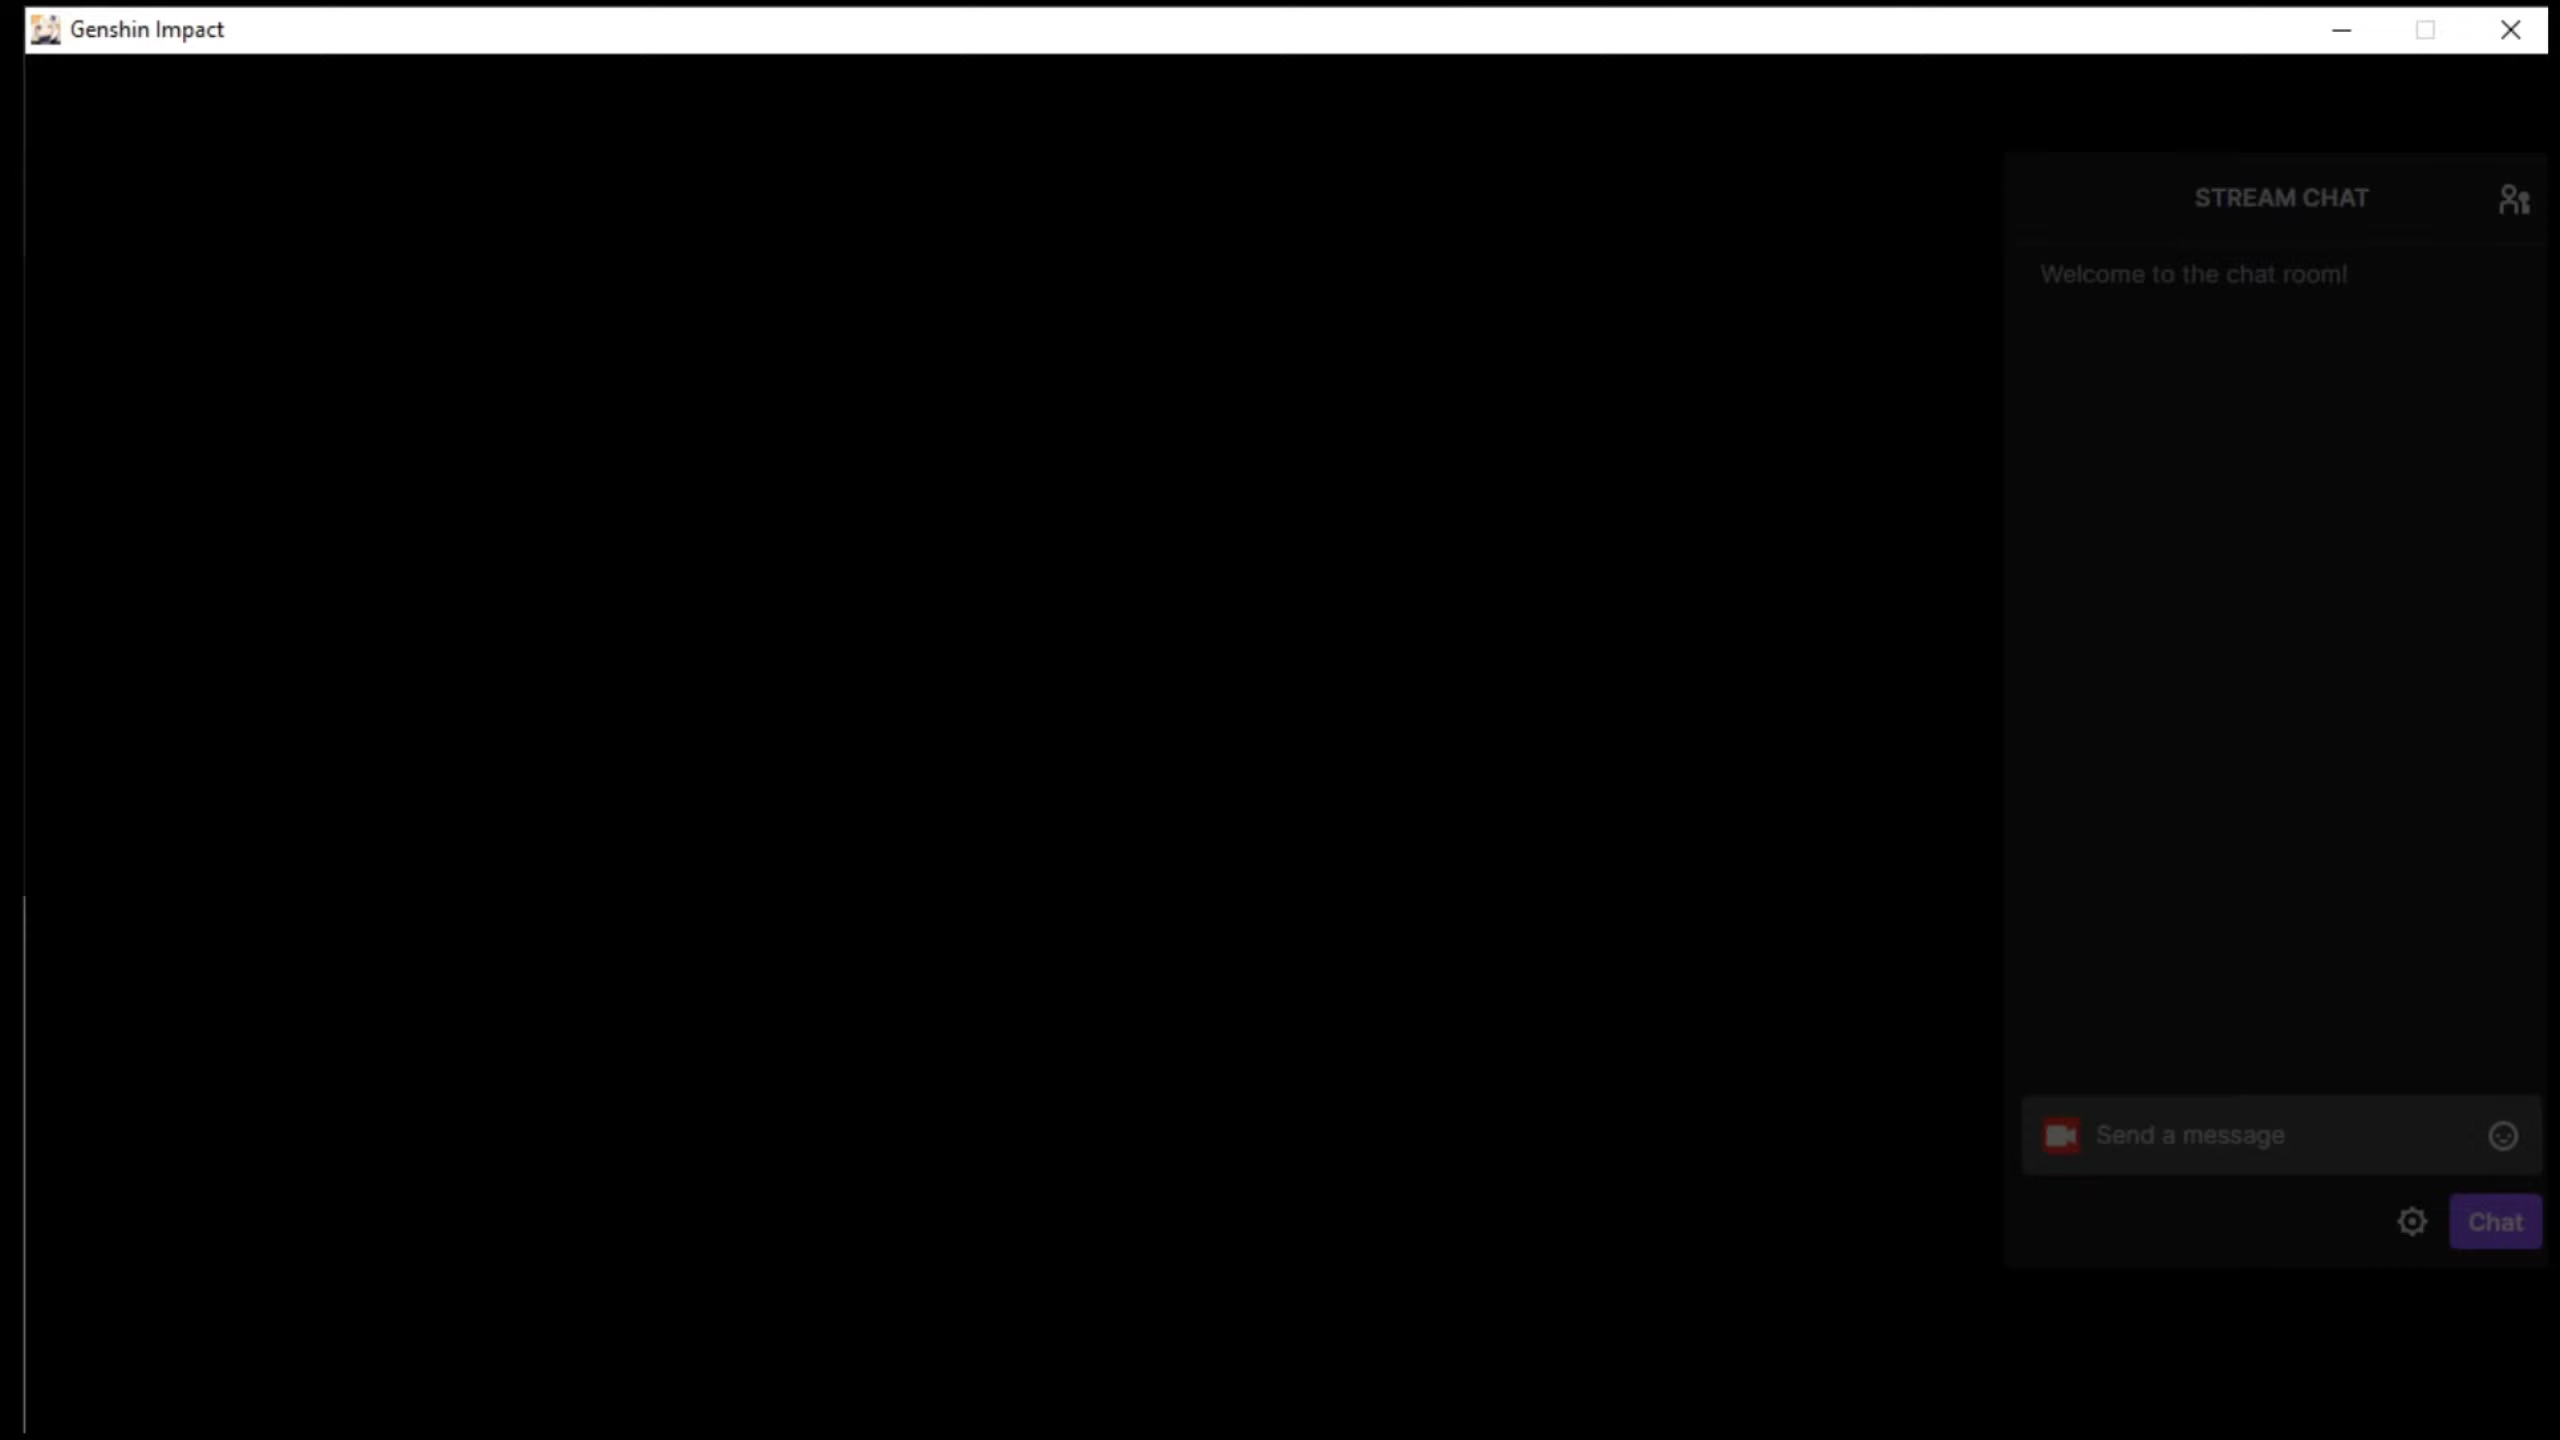 Genshin Impact
STREAM CHAT
Welcome to the chat room!
Send a message
Chat